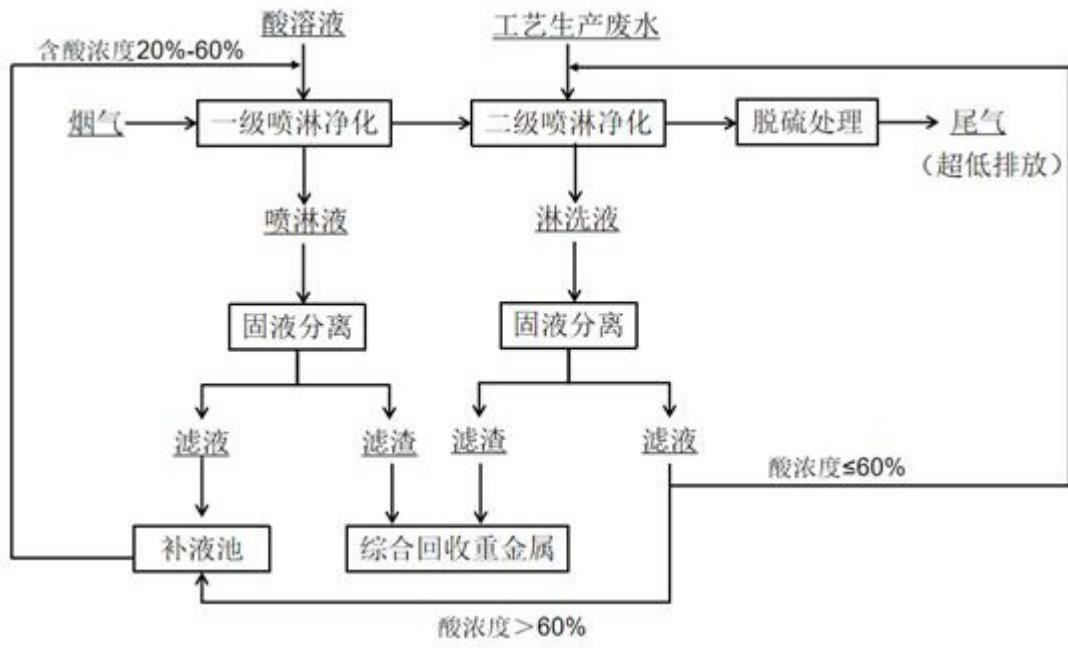 酸溶液
工艺生产废水
含酸浓度20%-60%
烟气
一级喷淋净化
二级喷淋净化
脱硫处理
尾气
（超低排放）
喷淋液
淋洗液
固液分离
固液分离
滤液
滤渣
滤渣
滤液
酸浓度≤60%
补液池
综合回收重金属
酸浓度＞60%